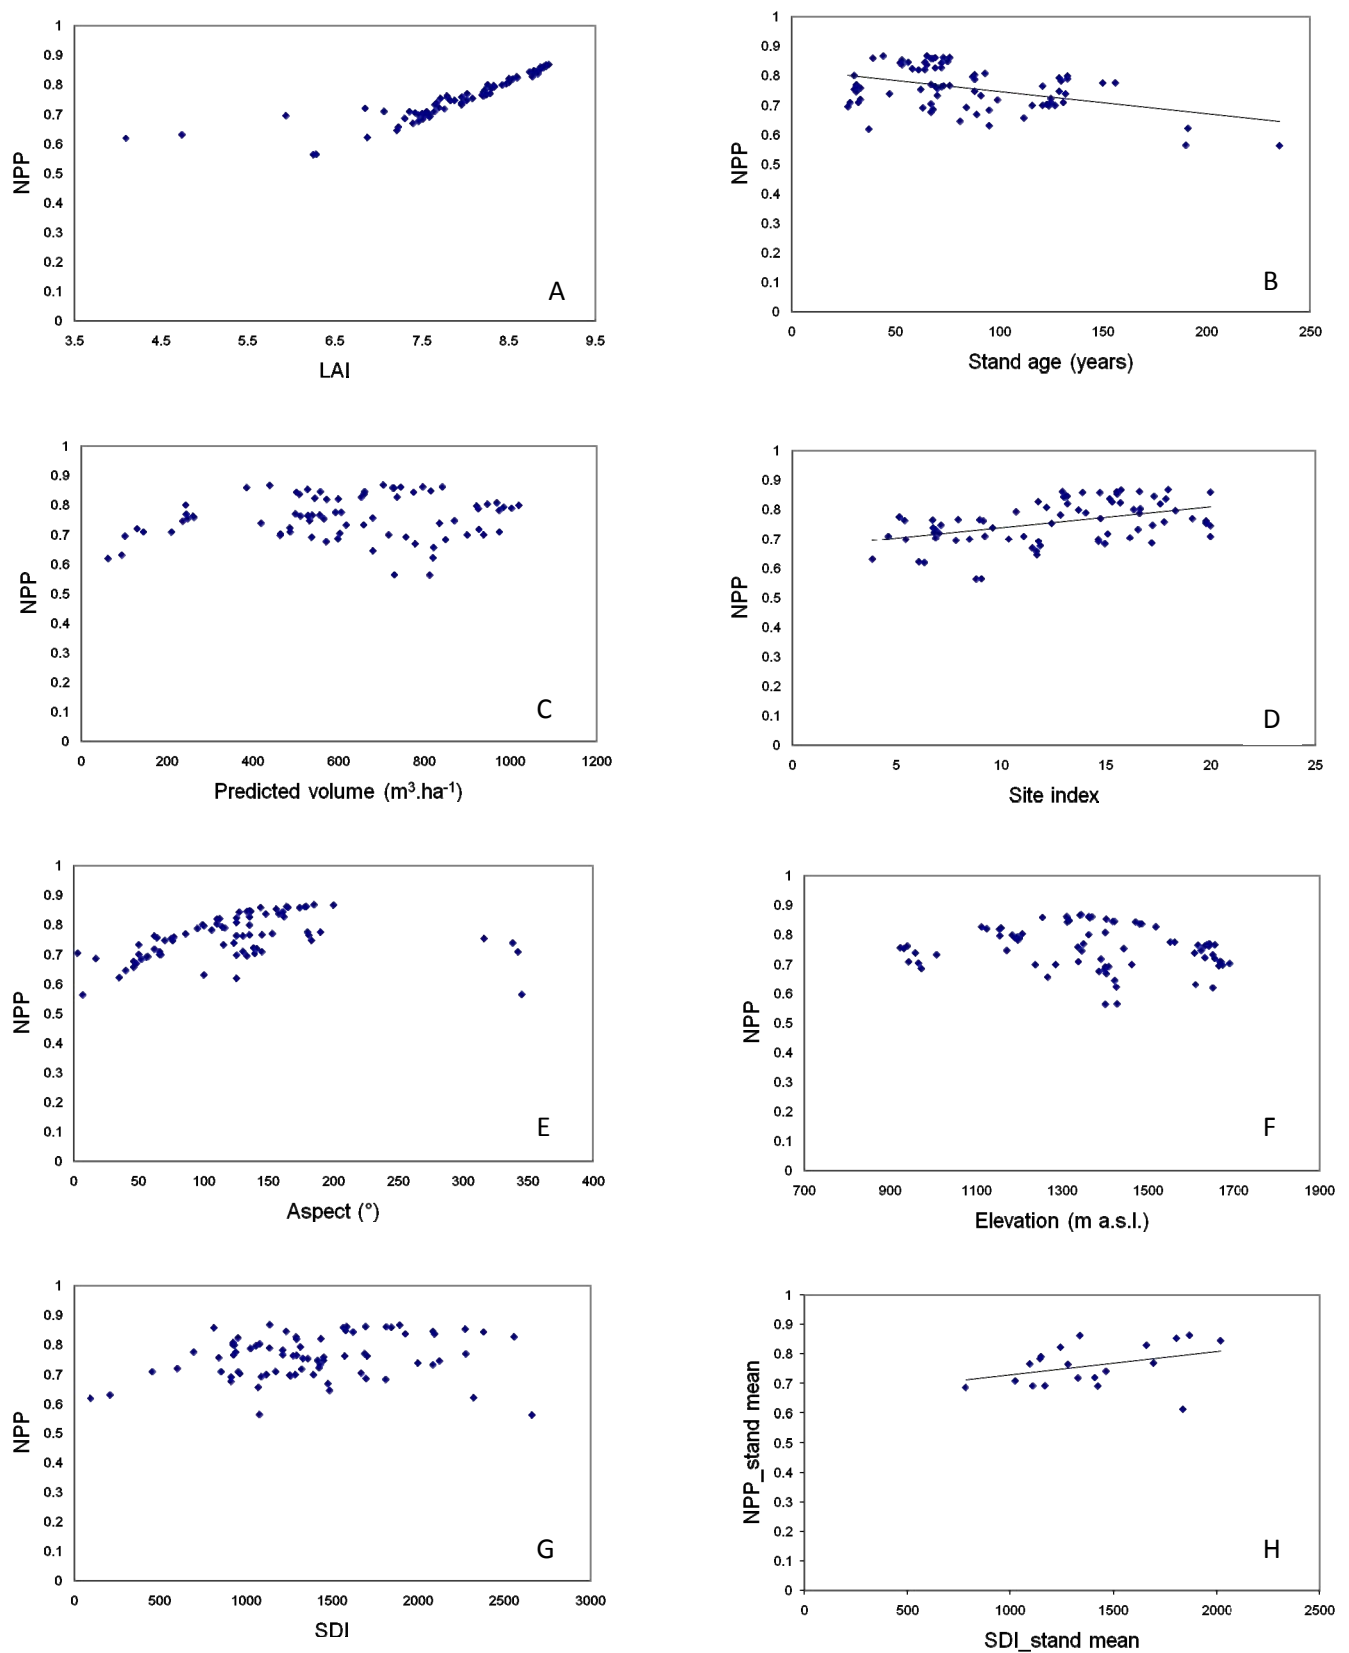 1
0.9
0.8
0.7
0.6
0.5
0.4
0.3
0.2
0.1
0
NPP
A
3.5 4.5 5.5 6.5 7.5 8.5 9.5
LAI
1
0.9
0.8
0.7
0.6
0.5
0.4
0.3
0.2
0.1
0
NPP
B
0 50 100 150 200 250
Stand age (years)
1
0.9
0.8
0.7
0.6
0.5
0.4
0.3
0.2
0.1
0
NPP
C
0 200 400 600 800 1000 1200
Predicted volume (m³.ha⁻¹)
1
0.9
0.8
0.7
0.6
0.5
0.4
0.3
0.2
0.1
0
NPP
D
0 5 10 15 20 25
Site index
1
0.9
0.8
0.7
0.6
0.5
0.4
0.3
0.2
0.1
0
NPP
E
0 50 100 150 200 250 300 350 400
Aspect (°)
1
0.9
0.8
0.7
0.6
0.5
0.4
0.3
0.2
0.1
0
NPP
F
700 900 1100 1300 1500 1700 1900
Elevation (m a.s.l.)
1
0.9
0.8
0.7
0.6
0.5
0.4
0.3
0.2
0.1
0
NPP
G
0 500 1000 1500 2000 2500 3000
SDI
1
0.9
0.8
0.7
0.6
0.5
0.4
0.3
0.2
0.1
0
NPP_stand mean
H
0 500 1000 1500 2000 2500
SDI_stand mean